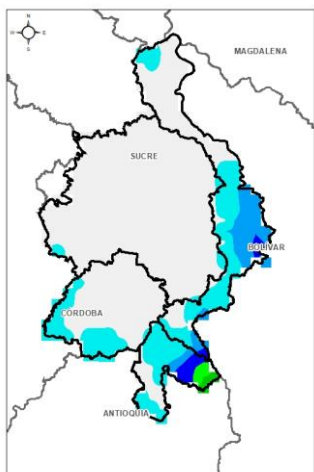 N
W E
S
MAGDALENA
SUCRE
BOLIVAR
CORDOBA
ANTIOQUIA